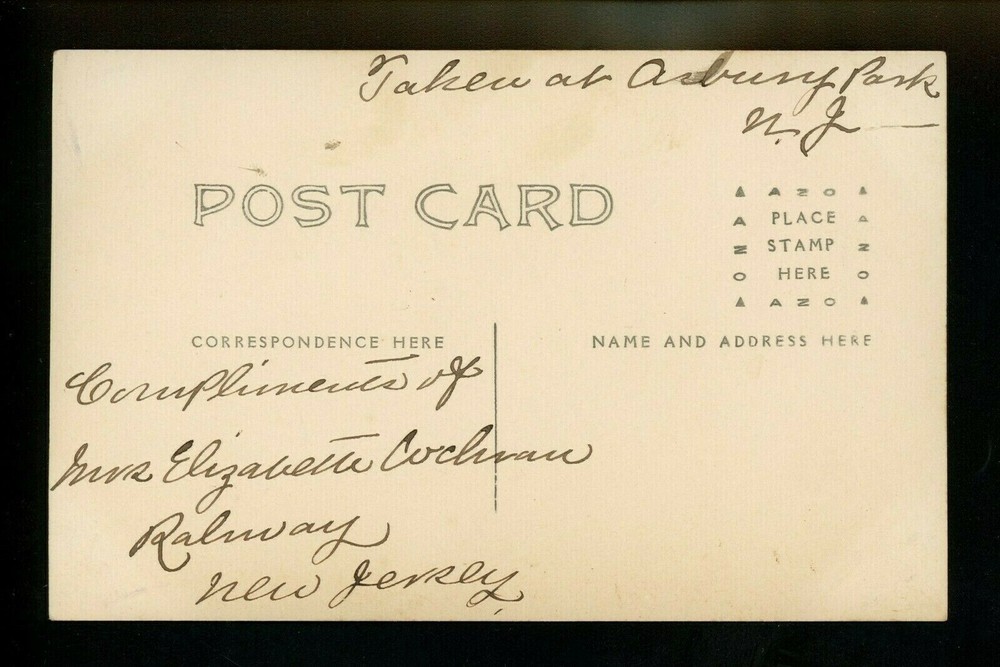 Taken at Asbury Park
N. J.
POST CARD
AZO
A PLACE
N STAMP N
O HERE O
AZO
CORRESPONDENCE HERE
NAME AND ADDRESS HERE
Compliments of
Mrs Elizabeth Cochran
Rahway
New Jersey,